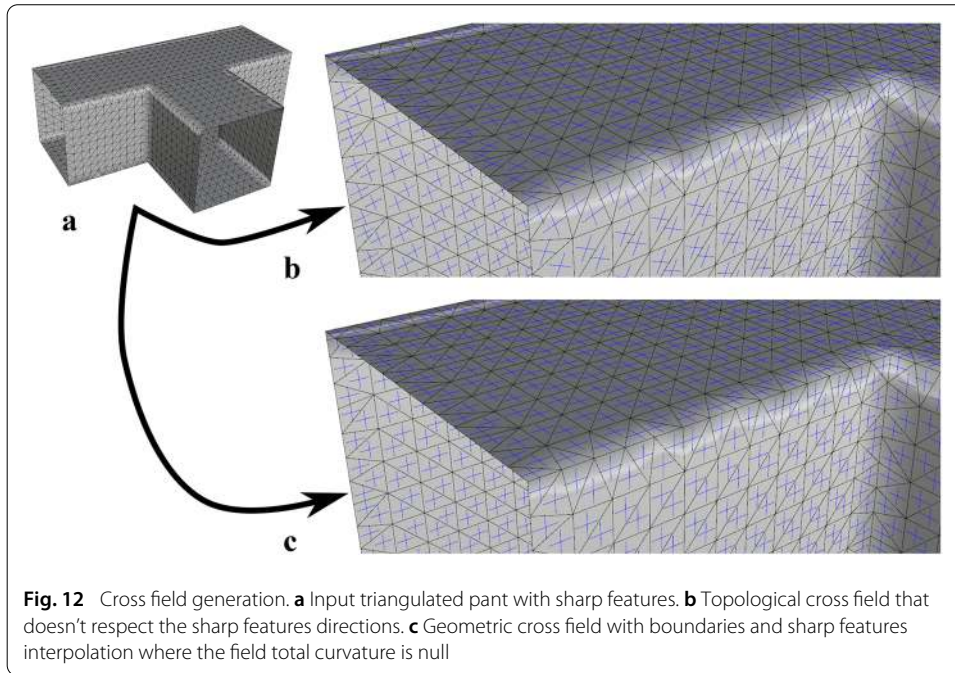 a
b
c
Fig. 12 Cross field generation. a Input triangulated pant with sharp features. b Topological cross field that
doesn't respect the sharp features directions. c Geometric cross field with boundaries and sharp features
interpolation where the field total curvature is null